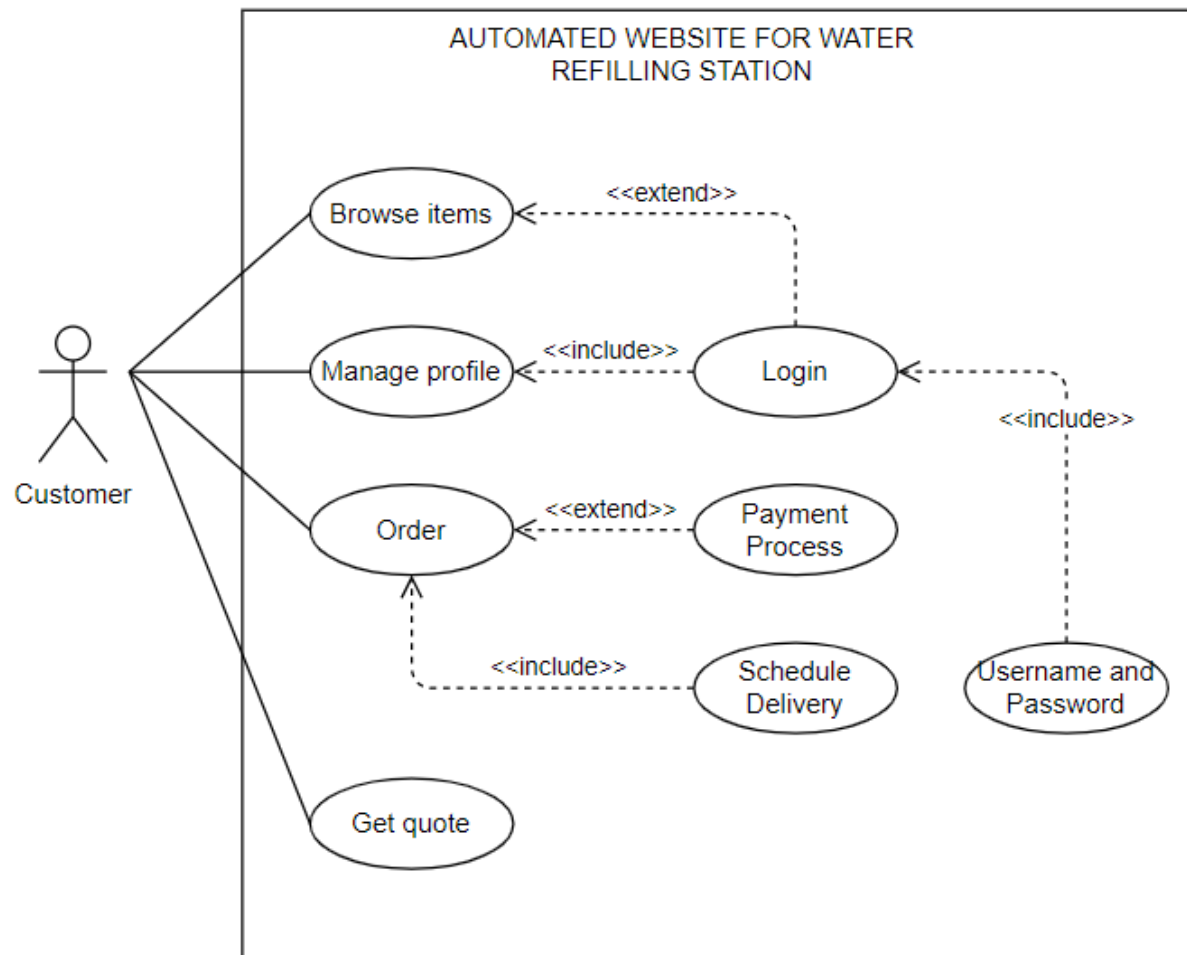 AUTOMATED WEBSITE FOR WATER
REFILLING STATION
<<extend>>
Browse items
<<include>>
Manage profile
Login
<<include>>
Customer
<<extend>>
Order
Payment
Process
<<include>>
Schedule
Delivery
Username and
Password
Get quote